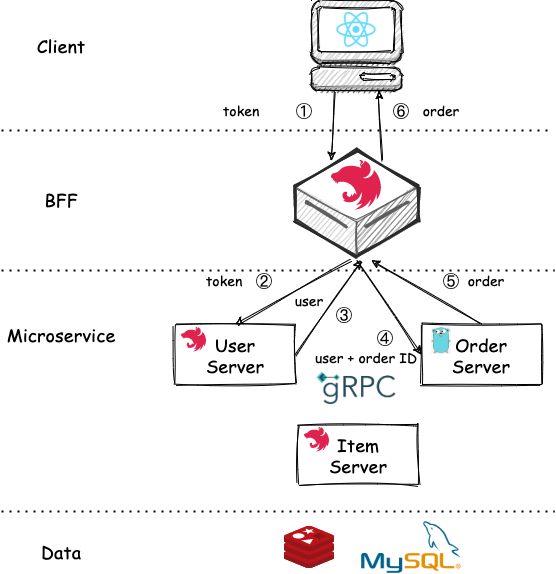 Client
token ① ⑥ order
BFF
token ② ⑤ order
user
③
Microservice
④
User
Server
Order
Server
user + order ID
gRPC
Item
Server
Data
MySQL®